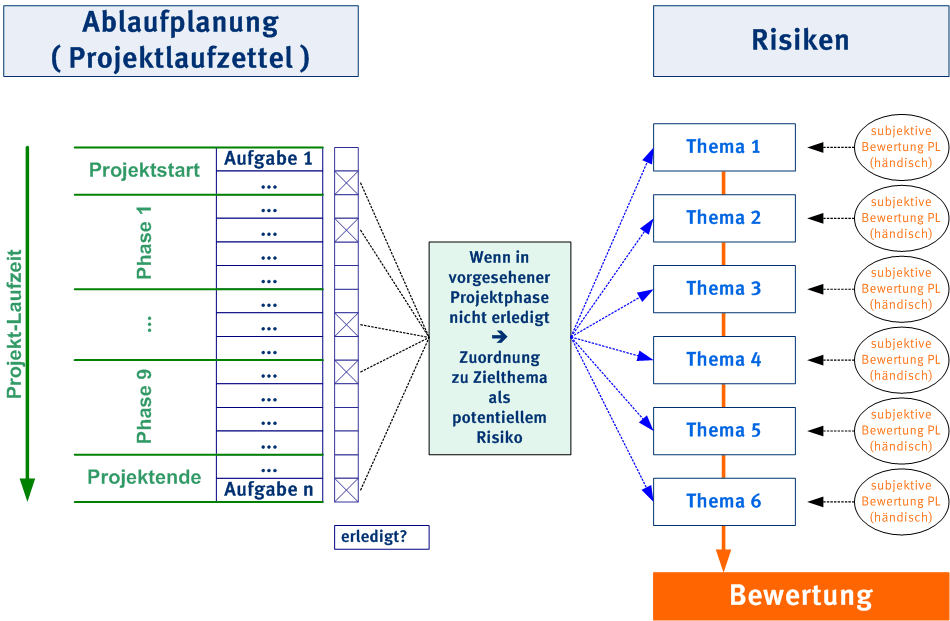 Ablaufplanung
( Projektlaufzettel )
Risiken
Projekt-Laufzeit
Projektstart
Aufgabe 1
...
Phase 1
...
...
...
...
...
...
...
...
Phase 9
...
...
...
...
Projektende
...
Aufgabe n
erledigt?
Wenn in
vorgesehener
Projektphase
nicht erledigt
➔
Zuordnung
zu Zielthema
als
potentiellem
Risiko
Thema 1
subjektive
Bewertung PL
(händisch)
Thema 2
subjektive
Bewertung PL
(händisch)
Thema 3
subjektive
Bewertung PL
(händisch)
Thema 4
subjektive
Bewertung PL
(händisch)
Thema 5
subjektive
Bewertung PL
(händisch)
Thema 6
subjektive
Bewertung PL
(händisch)
Bewertung